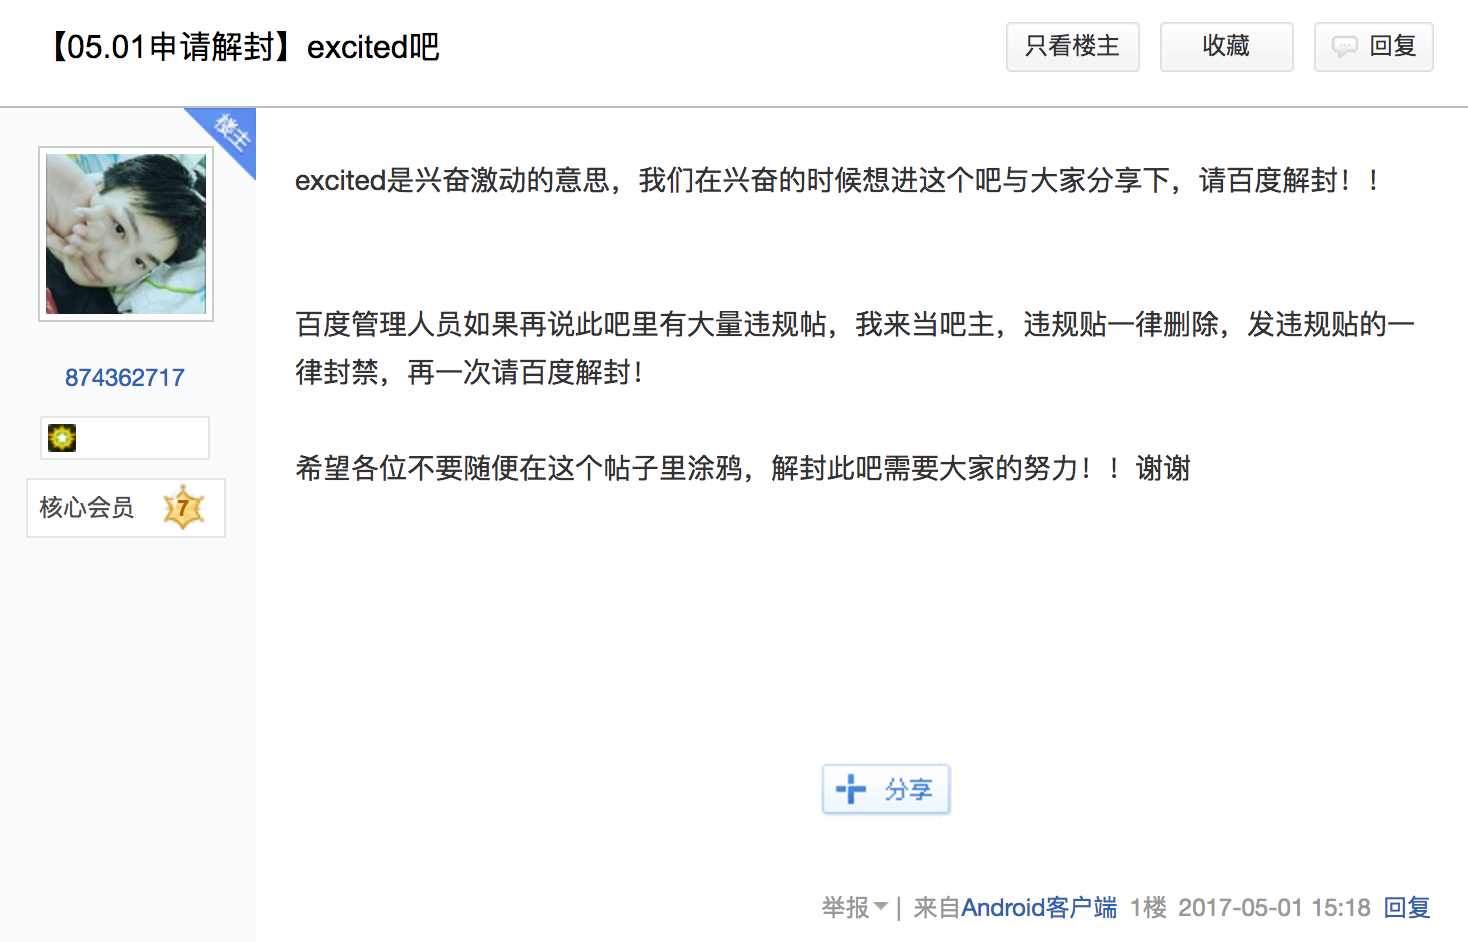 【05.01申请解封】excited吧
只看楼主
收藏
回复
楼主
excited是兴奋激动的意思，我们在兴奋的时候想进这个吧与大家分享下，请百度解封！！
百度管理人员如果再说此吧里有大量违规帖，我来当吧主，违规贴一律删除，发违规贴的一
律封禁，再一次请百度解封！
874362717
希望各位不要随便在这个帖子里涂鸦，解封此吧需要大家的努力！！谢谢
核心会员 7
分享
举报 | 来自Android客户端 1楼 2017-05-01 15:18 回复